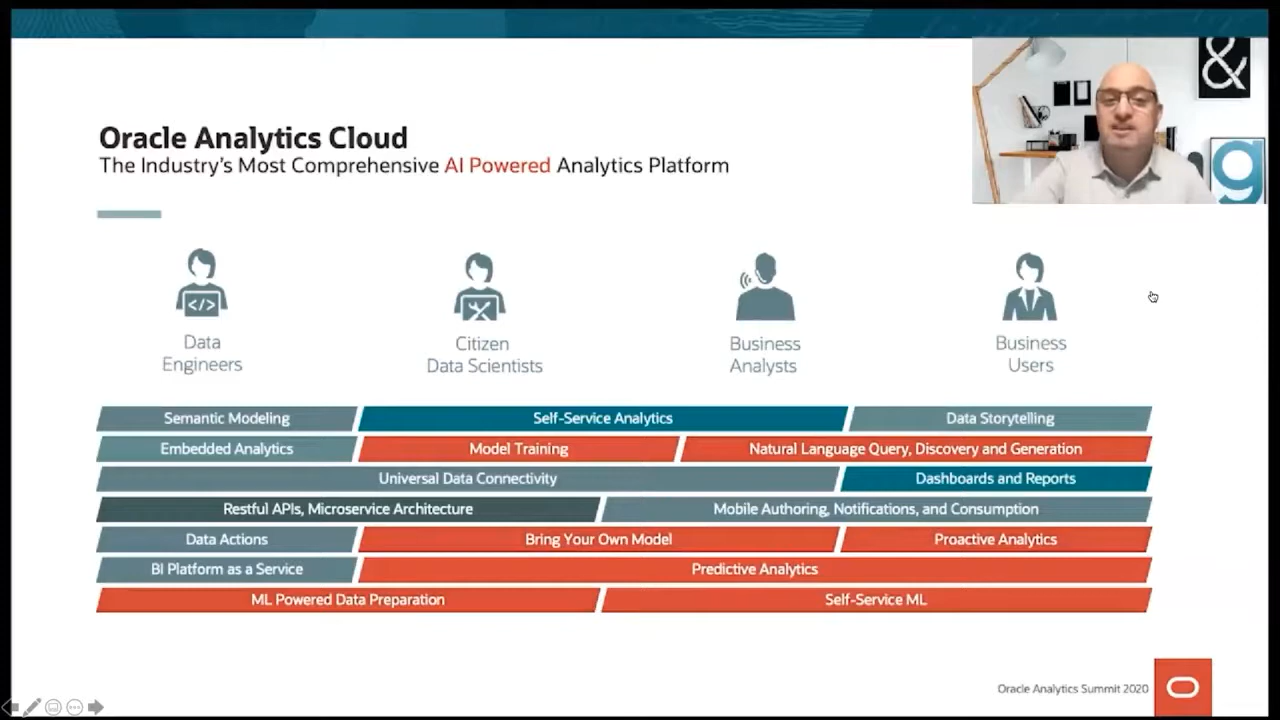 &
g
Oracle Analytics Cloud
The Industry's Most Comprehensive AI Powered Analytics Platform
</>
Data
Engineers
Citizen
Data Scientists
Business
Analysts
Business
Users
Semantic Modeling
Self-Service Analytics
Data Storytelling
Embedded Analytics
Model Training
Natural Language Query, Discovery and Generation
Universal Data Connectivity
Dashboards and Reports
Restful APIs, Microservice Architecture
Mobile Authoring, Notifications, and Consumption
Data Actions
Bring Your Own Model
Proactive Analytics
BI Platform as a Service
Predictive Analytics
ML Powered Data Preparation
Self-Service ML
Oracle Analytics Summit 2020